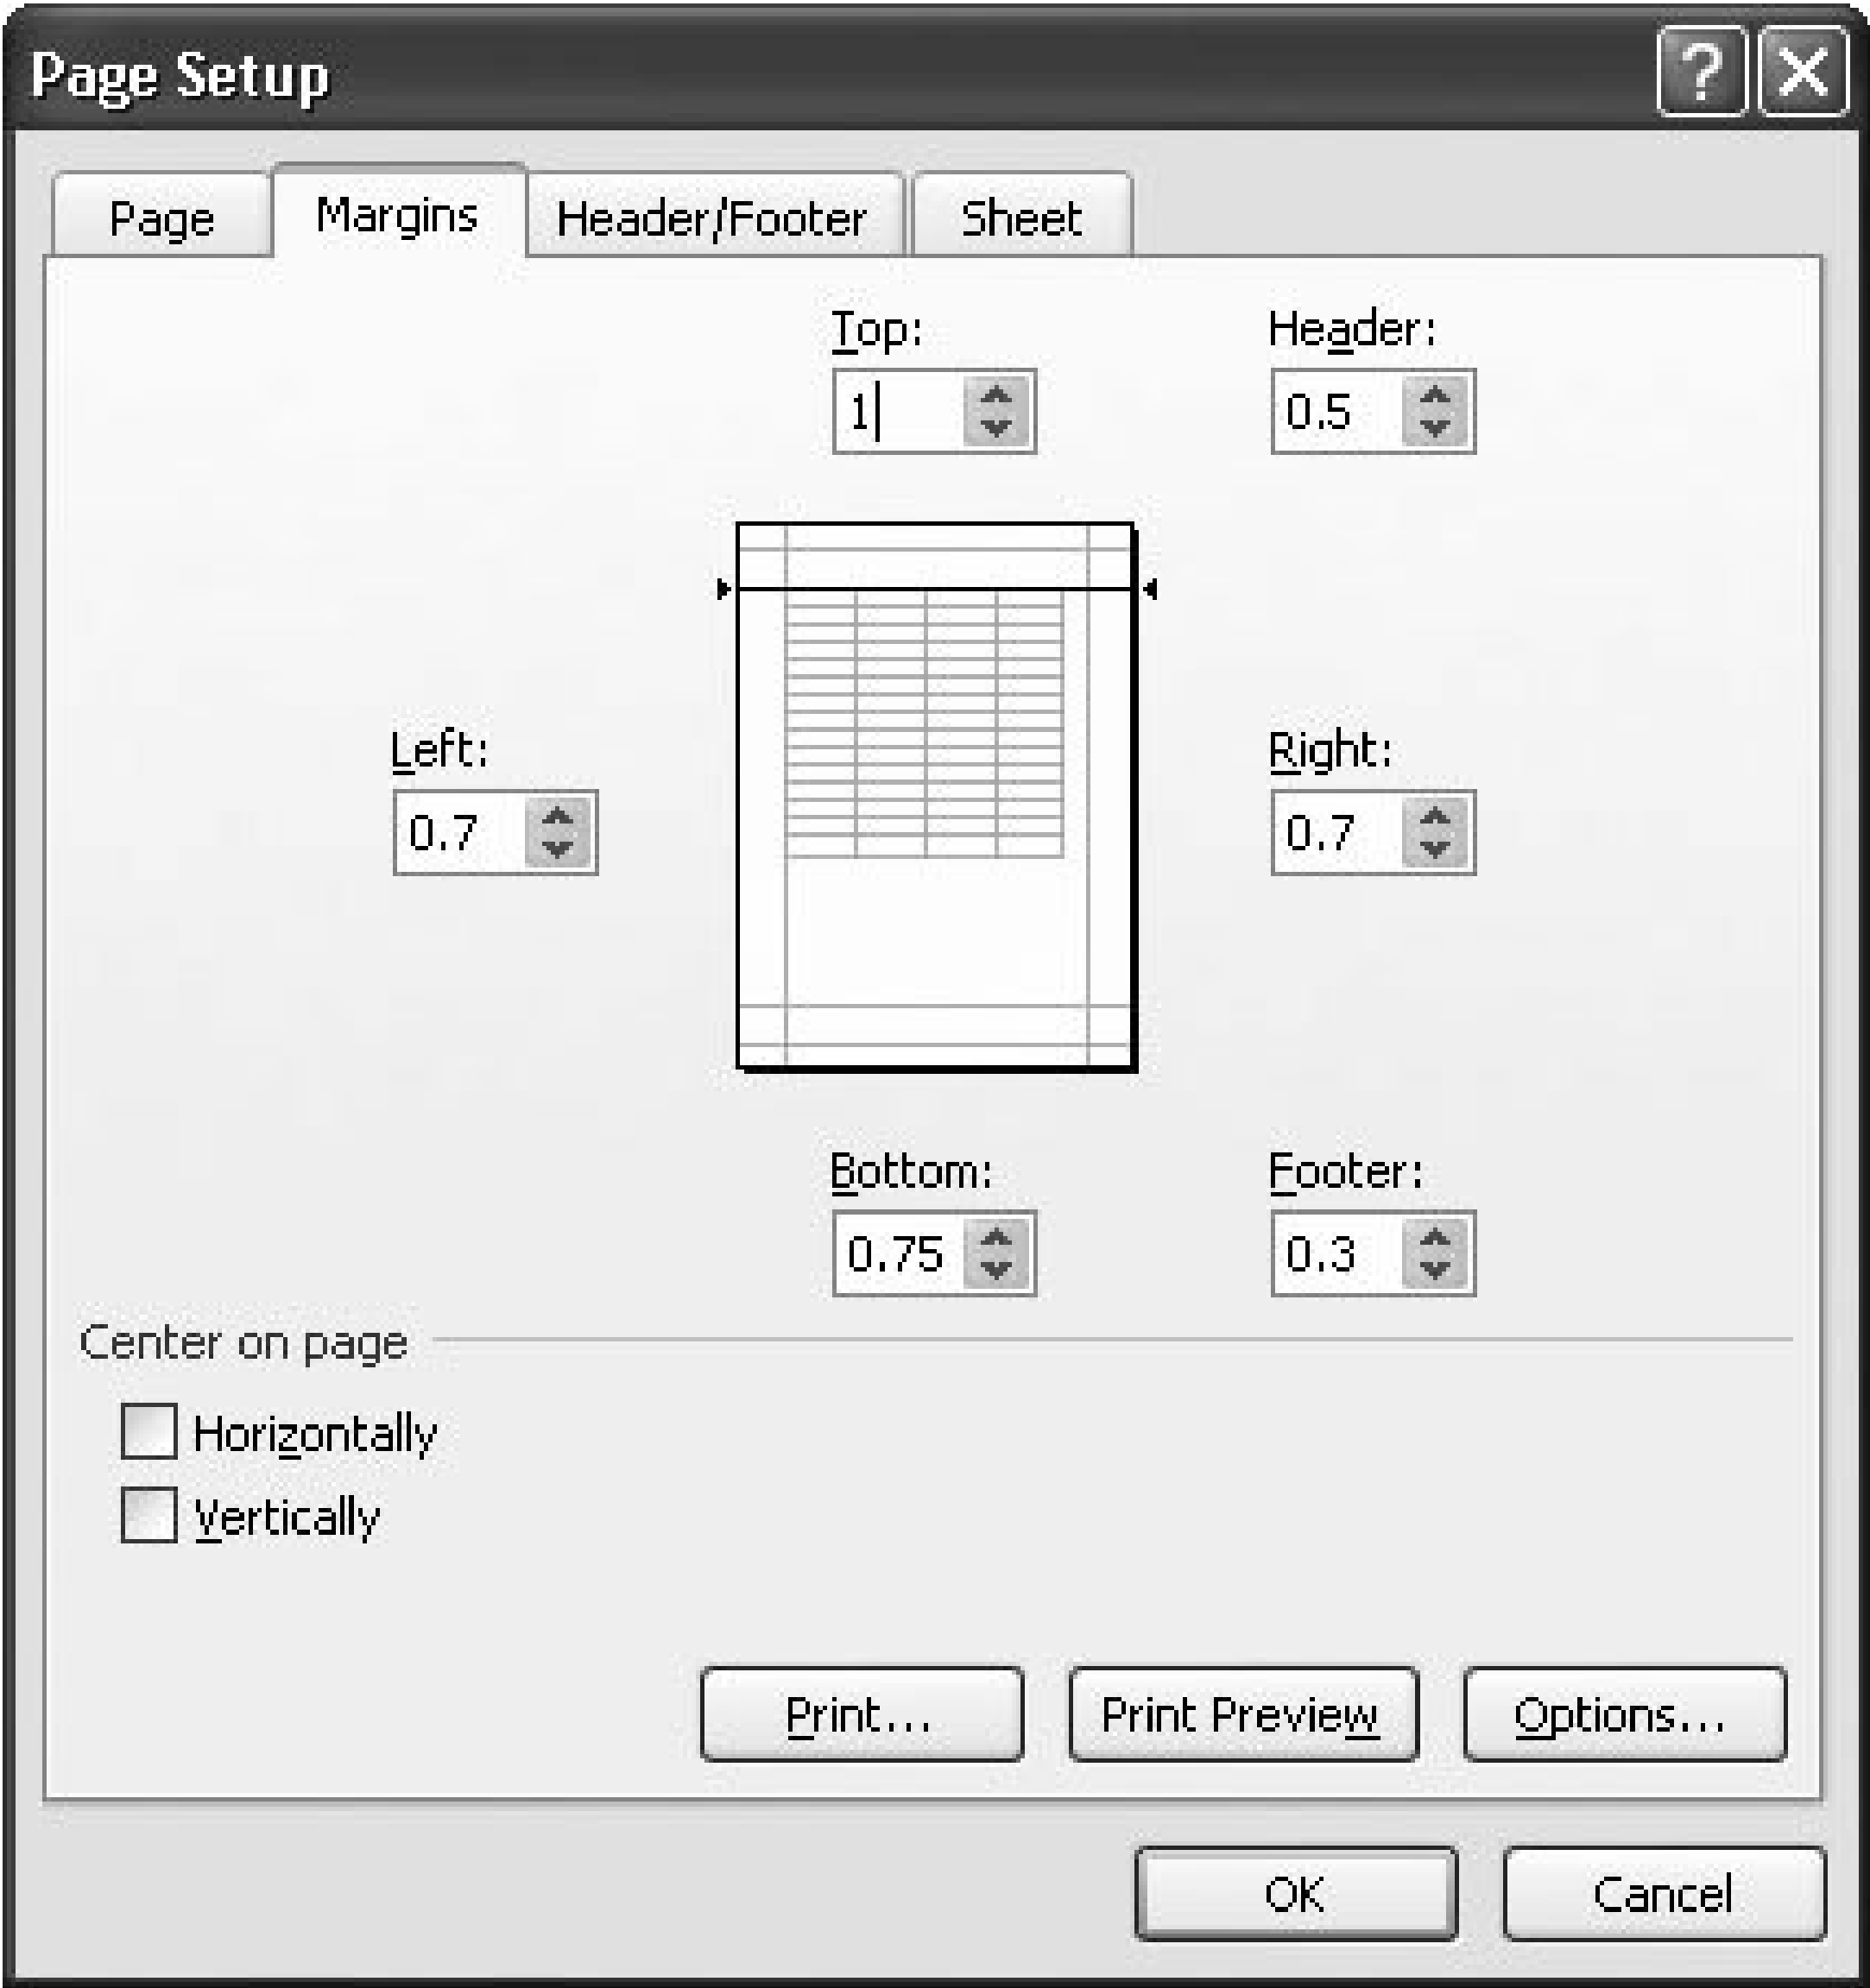 Page Setup
Page Margins Header/Footer Sheet
Top: Header:
1 0.5
Left: Right:
0.7 0.7
Bottom: Footer:
0.75 0.3
Center on page
Horizontally
Vertically
Print... Print Preview Options...
OK Cancel